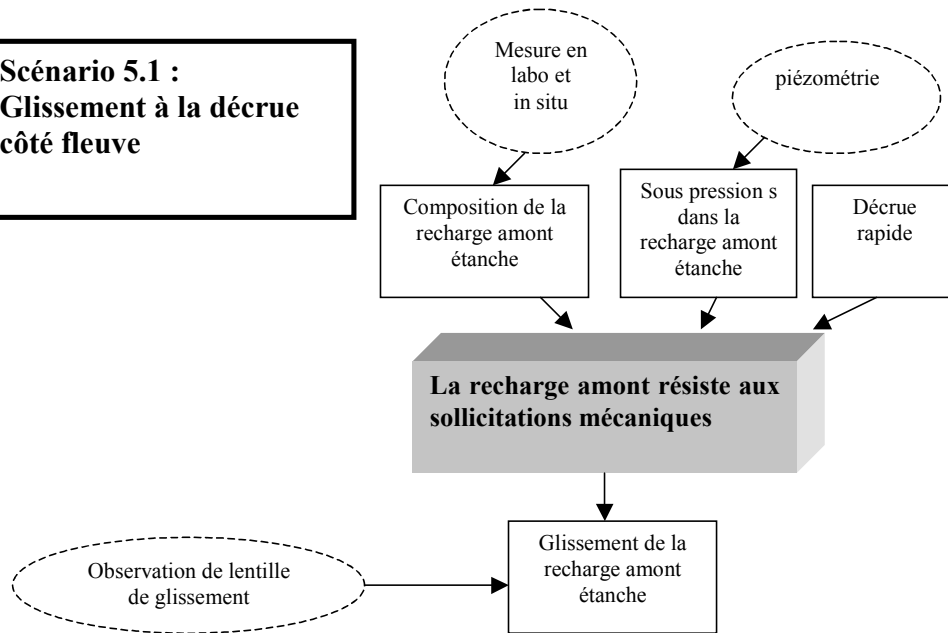 Scénario 5.1 :
Glissement à la décrue
côté fleuve
Mesure en
labo et
in situ
piézométrie
Composition de la
recharge amont
étanche
Sous pression s
dans la
recharge amont
étanche
Décrue
rapide
La recharge amont résiste aux
sollicitations mécaniques
Glissement de la
recharge amont
étanche
Observation de lentille
de glissement